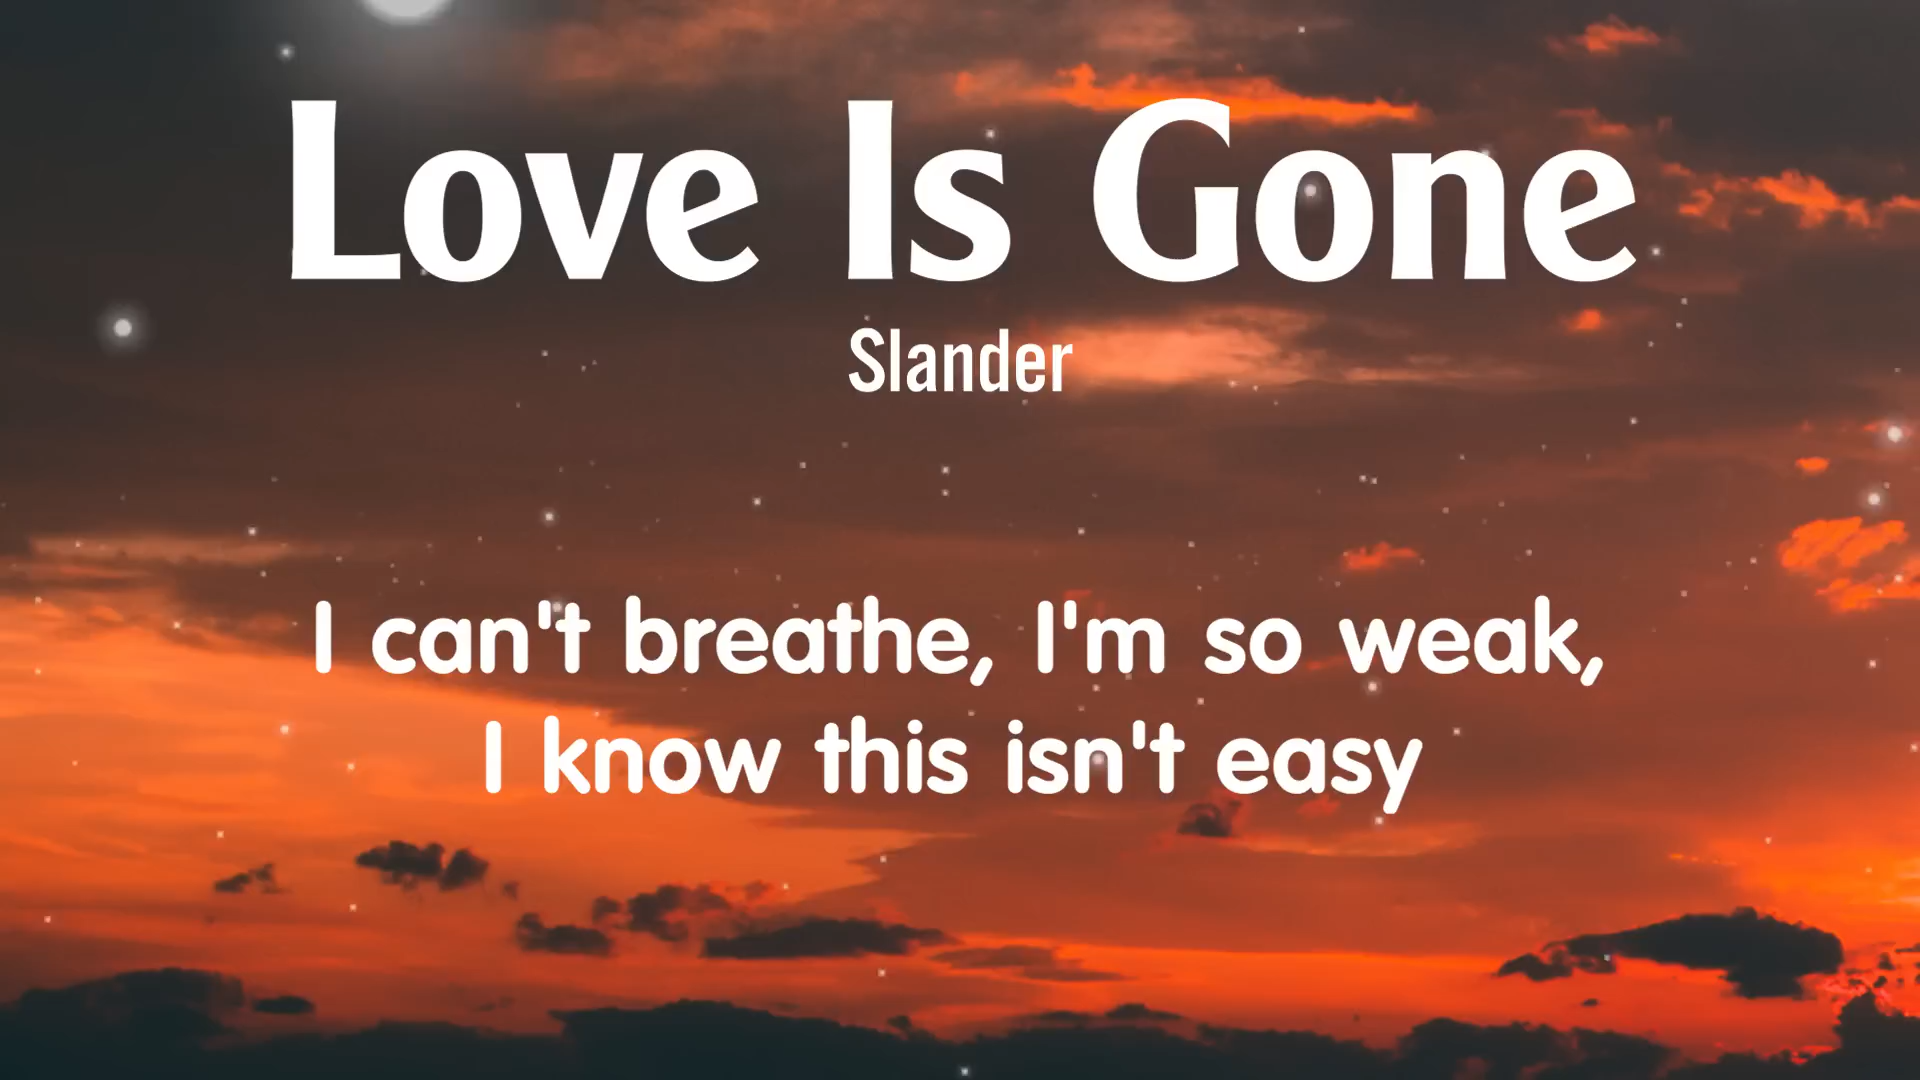 Love Is Gone
Slander
I can't breathe, I'm so weak,
I know this isn't easy